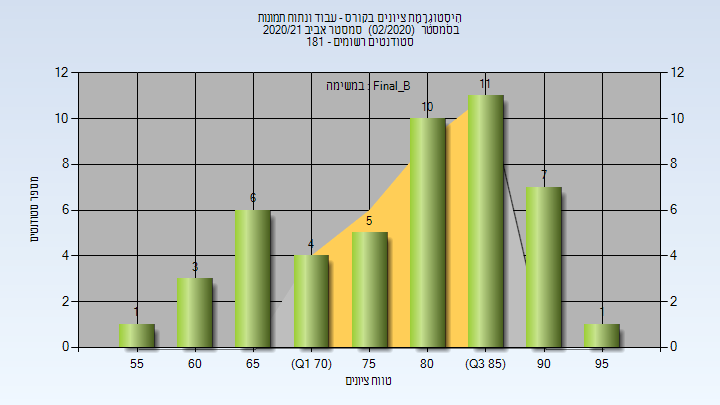 הִיסטוגְרָמַת ציונים בקורס - עבוד ונתוח תמונות
בסמסטר (02/2020) סמסטר אביב 2020/21
סטודנטים רשומים - 181
במשימה : Final_B
12 12
10 10
8 8
6 6
4 4
2 2
0 0
1 3 6 4 5 10 11 7 1
מספר סטודנטים
55 60 65 (Q1 70) 75 80 (Q3 85) 90 95
טווח ציונים